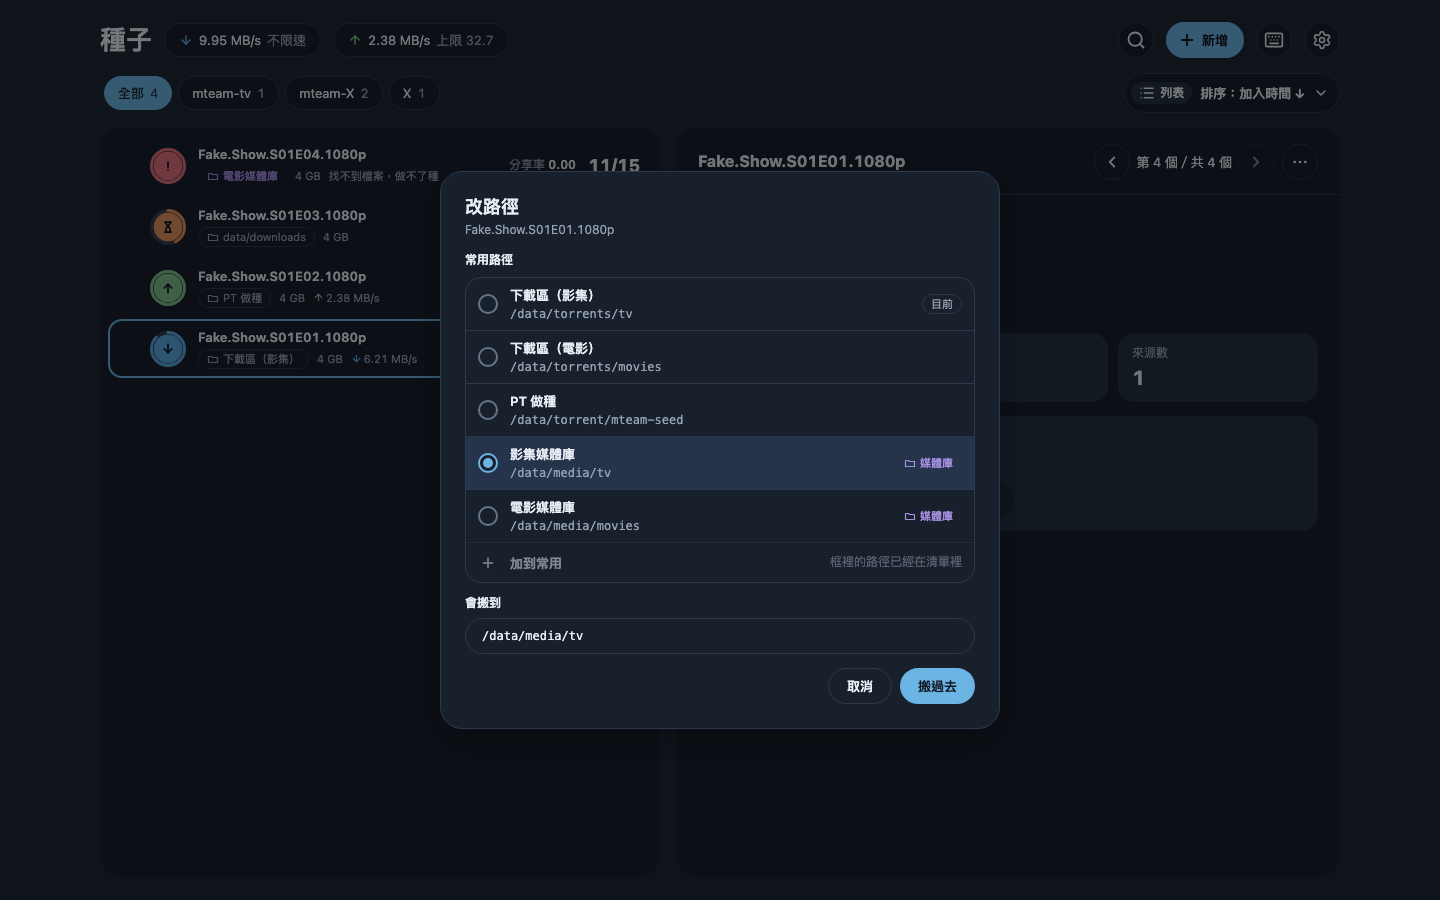 種子
9.95 MB/s 不限速
2.38 MB/s 上限 32.7
新增
全部 4
mteam-tv 1
mteam-X 2
X 1
列表
排序：加入時間
Fake.Show.S01E04.1080p
電影媒體庫
4 GB
找不到檔案，做不了種
分享率 0.00
11/15
Fake.Show.S01E03.1080p
data/downloads
4 GB
Fake.Show.S01E02.1080p
PT 做種
4 GB
2.38 MB/s
Fake.Show.S01E01.1080p
下載區（影集）
4 GB
6.21 MB/s
Fake.Show.S01E01.1080p
第 4 個 / 共 4 個
來源數
1
改路徑
Fake.Show.S01E01.1080p
常用路徑
下載區（影集）
/data/torrents/tv
目前
下載區（電影）
/data/torrents/movies
PT 做種
/data/torrent/mteam-seed
影集媒體庫
/data/media/tv
媒體庫
電影媒體庫
/data/media/movies
媒體庫
加到常用
框裡的路徑已經在清單裡
會搬到
/data/media/tv
取消
搬過去